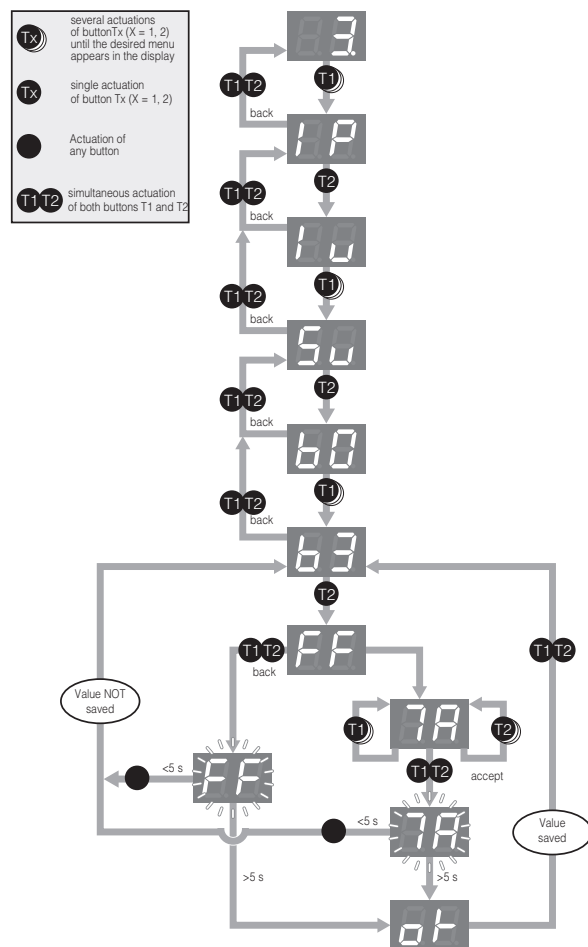 Tx
several actuations
of buttonTx (X = 1, 2)
until the desired menu
appears in the display
Tx
single actuation
of button Tx (X = 1, 2)
Actuation of
any button
T1 T2
simultaneous actuation
of both buttons T1 and T2
3.
T1
T1 T2
back
IP
T2
T1 T2
back
Iu
T1
T1 T2
back
Su
T2
T1 T2
back
b0
T1
T1 T2
back
b3
T2
FF
T1 T2
back
T1 T2
Value NOT
saved
7A
T1
T2
T1 T2
accept
<5 s
FF
<5 s
7A
Value
saved
>5 s
>5 s
ok